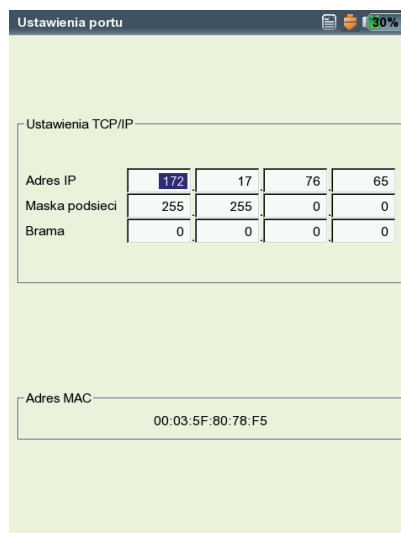 Ustawienia portu 30%
Ustawienia TCP/IP
Adres IP 172 . 17 . 76 . 65
Maska podsieci 255 . 255 . 0 . 0
Brama 0 . 0 . 0 . 0
Adres MAC
00:03:5F:80:78:F5